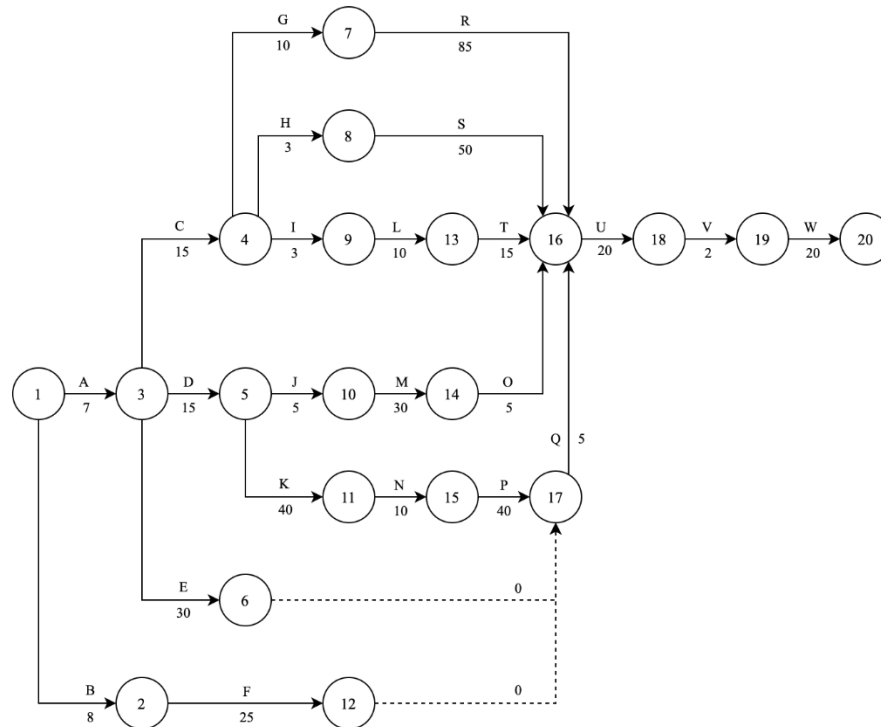 G 7 R
10 85
H 8 S
3 50
C 4 I 9 L 13 T 16 U 18 V 19 W 20
15 3 10 15 20 2 20
1 A 3 D 5 J 10 M 14 O
7 15 5 30 5
Q 5
K 11 N 15 P 17
40 10 40
E 6 0
30
B 2 F 12 0
8 25